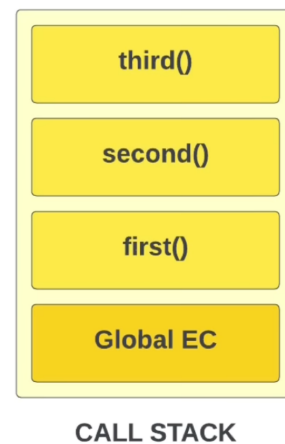 third()
second()
first()
Global EC
CALL STACK